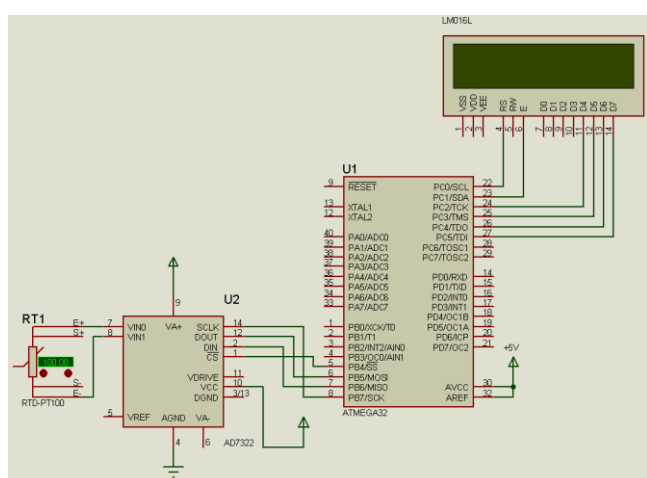 LM016L
VSS VDD VEE RS RW E D0 D1 D2 D3 D4 D5 D6 D7
1 2 3 4 5 6 7 8 9 10 11 12 13 14
U1
9 RESET PC0/SCL 22
PC1/SDA 23
13 XTAL1 PC2/TCK 24
12 XTAL2 PC3/TMS 25
PC4/TDO 26
40 PA0/ADC0 PC5/TDI 27
39 PA1/ADC1 PC6/TOSC1 28
38 PA2/ADC2 PC7/TOSC2 29
37 PA3/ADC3
36 PA4/ADC4 PD0/RXD 14
35 PA5/ADC5 PD1/TXD 15
34 PA6/ADC6 PD2/INT0 16
33 PA7/ADC7 PD3/INT1 17
PD4/OC1B 18
1 PB0/XCK/T0 PD5/OC1A 19
2 PB1/T1 PD6/ICP 20
3 PB2/INT2/AIN0 PD7/OC2 21
4 PB3/OC0/AIN1
5 PB4/SS
6 PB5/MOSI
7 PB6/MISO AVCC 30
8 PB7/SCK AREF 32
ATMEGA32
+5V
U2
9
VA+
7 VIN0 SCLK 14
8 VIN1 DOUT 12
DIN 2
CS 1
VDRIVE 11
VCC 10
DGND 3/13
5 VREF AGND VA-
4 6
AD7322
RT1
E+
S+
100.00
S-
E-
RTD-PT100